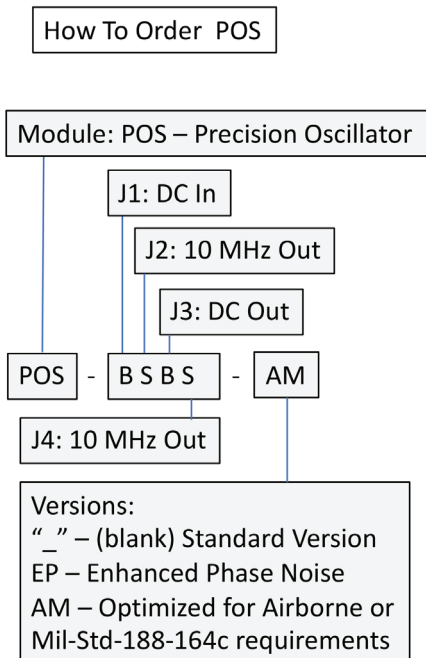 How To Order POS
Module: POS – Precision Oscillator
J1: DC In
J2: 10 MHz Out
J3: DC Out
POS - B S B S - AM
J4: 10 MHz Out
Versions:
“_” – (blank) Standard Version
EP – Enhanced Phase Noise
AM – Optimized for Airborne or
Mil-Std-188-164c requirements